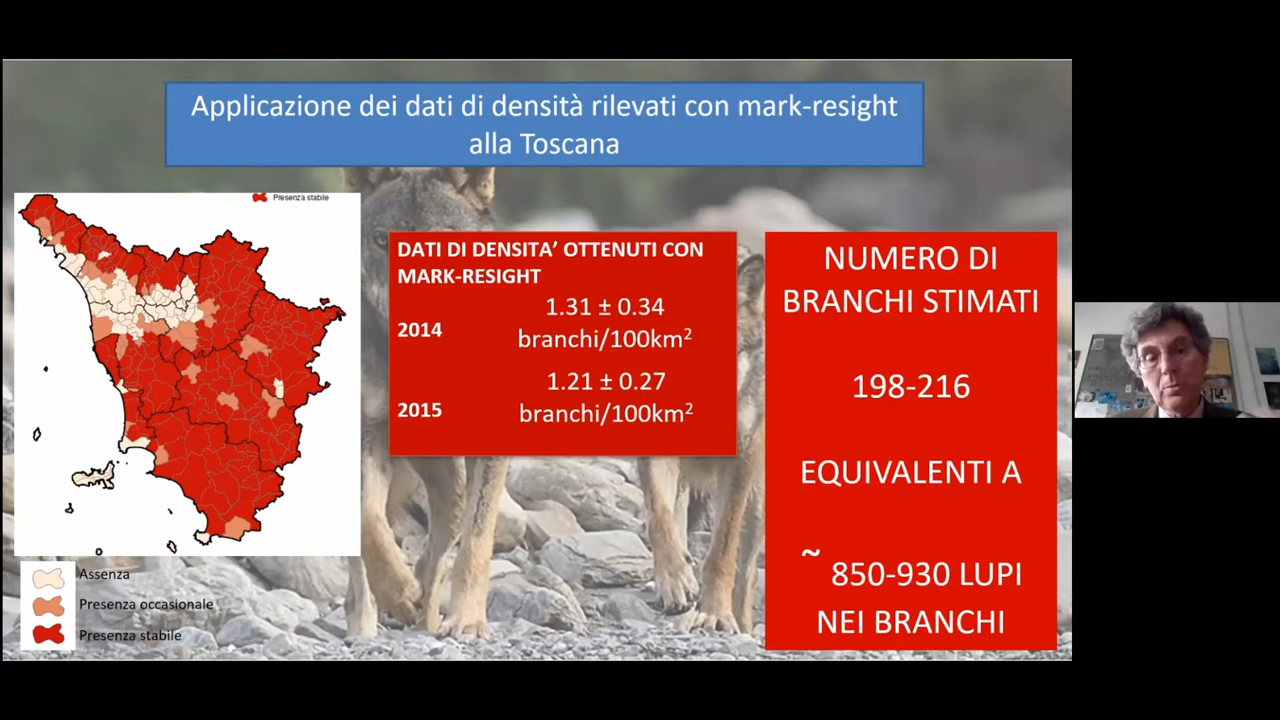 Applicazione dei dati di densità rilevati con mark-resight
alla Toscana
Presenza stabile
DATI DI DENSITA’ OTTENUTI CON
MARK-RESIGHT
2014
1.31 ± 0.34
branchi/100km²
2015
1.21 ± 0.27
branchi/100km²
NUMERO DI
BRANCHI STIMATI
198-216
EQUIVALENTI A
~ 850-930 LUPI
NEI BRANCHI
Assenza
Presenza occasionale
Presenza stabile